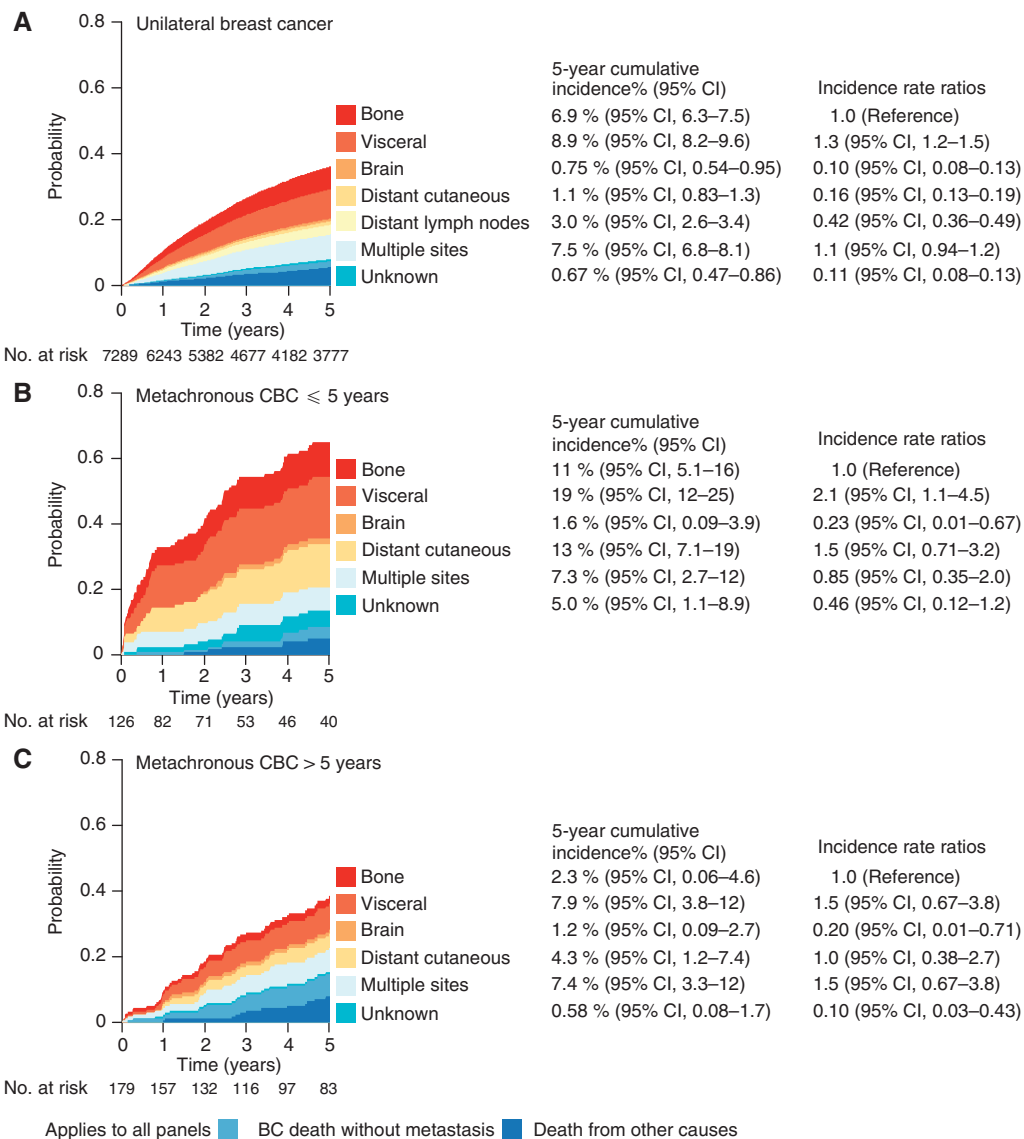 A
Unilateral breast cancer
0.8
0.6
0.4
0.2
0
Probability
0 1 2 3 4 5
Time (years)
No. at risk 7289 6243 5382 4677 4182 3777
5-year cumulative
incidence% (95% CI)
Incidence rate ratios
Bone 6.9 % (95% CI, 6.3–7.5) 1.0 (Reference)
Visceral 8.9 % (95% CI, 8.2–9.6) 1.3 (95% CI, 1.2–1.5)
Brain 0.75 % (95% CI, 0.54–0.95) 0.10 (95% CI, 0.08–0.13)
Distant cutaneous 1.1 % (95% CI, 0.83–1.3) 0.16 (95% CI, 0.13–0.19)
Distant lymph nodes 3.0 % (95% CI, 2.6–3.4) 0.42 (95% CI, 0.36–0.49)
Multiple sites 7.5 % (95% CI, 6.8–8.1) 1.1 (95% CI, 0.94–1.2)
Unknown 0.67 % (95% CI, 0.47–0.86) 0.11 (95% CI, 0.08–0.13)
B
Metachronous CBC ⩽ 5 years
0.8
0.6
0.4
0.2
0
Probability
0 1 2 3 4 5
Time (years)
No. at risk 126 82 71 53 46 40
5-year cumulative
incidence% (95% CI)
Incidence rate ratios
Bone 11 % (95% CI, 5.1–16) 1.0 (Reference)
Visceral 19 % (95% CI, 12–25) 2.1 (95% CI, 1.1–4.5)
Brain 1.6 % (95% CI, 0.09–3.9) 0.23 (95% CI, 0.01–0.67)
Distant cutaneous 13 % (95% CI, 7.1–19) 1.5 (95% CI, 0.71–3.2)
Multiple sites 7.3 % (95% CI, 2.7–12) 0.85 (95% CI, 0.35–2.0)
Unknown 5.0 % (95% CI, 1.1–8.9) 0.46 (95% CI, 0.12–1.2)
C
Metachronous CBC > 5 years
0.8
0.6
0.4
0.2
0
Probability
0 1 2 3 4 5
Time (years)
No. at risk 179 157 132 116 97 83
5-year cumulative
incidence% (95% CI)
Incidence rate ratios
Bone 2.3 % (95% CI, 0.06–4.6) 1.0 (Reference)
Visceral 7.9 % (95% CI, 3.8–12) 1.5 (95% CI, 0.67–3.8)
Brain 1.2 % (95% CI, 0.09–2.7) 0.20 (95% CI, 0.01–0.71)
Distant cutaneous 4.3 % (95% CI, 1.2–7.4) 1.0 (95% CI, 0.38–2.7)
Multiple sites 7.4 % (95% CI, 3.3–12) 1.5 (95% CI, 0.67–3.8)
Unknown 0.58 % (95% CI, 0.08–1.7) 0.10 (95% CI, 0.03–0.43)
Applies to all panels BC death without metastasis Death from other causes